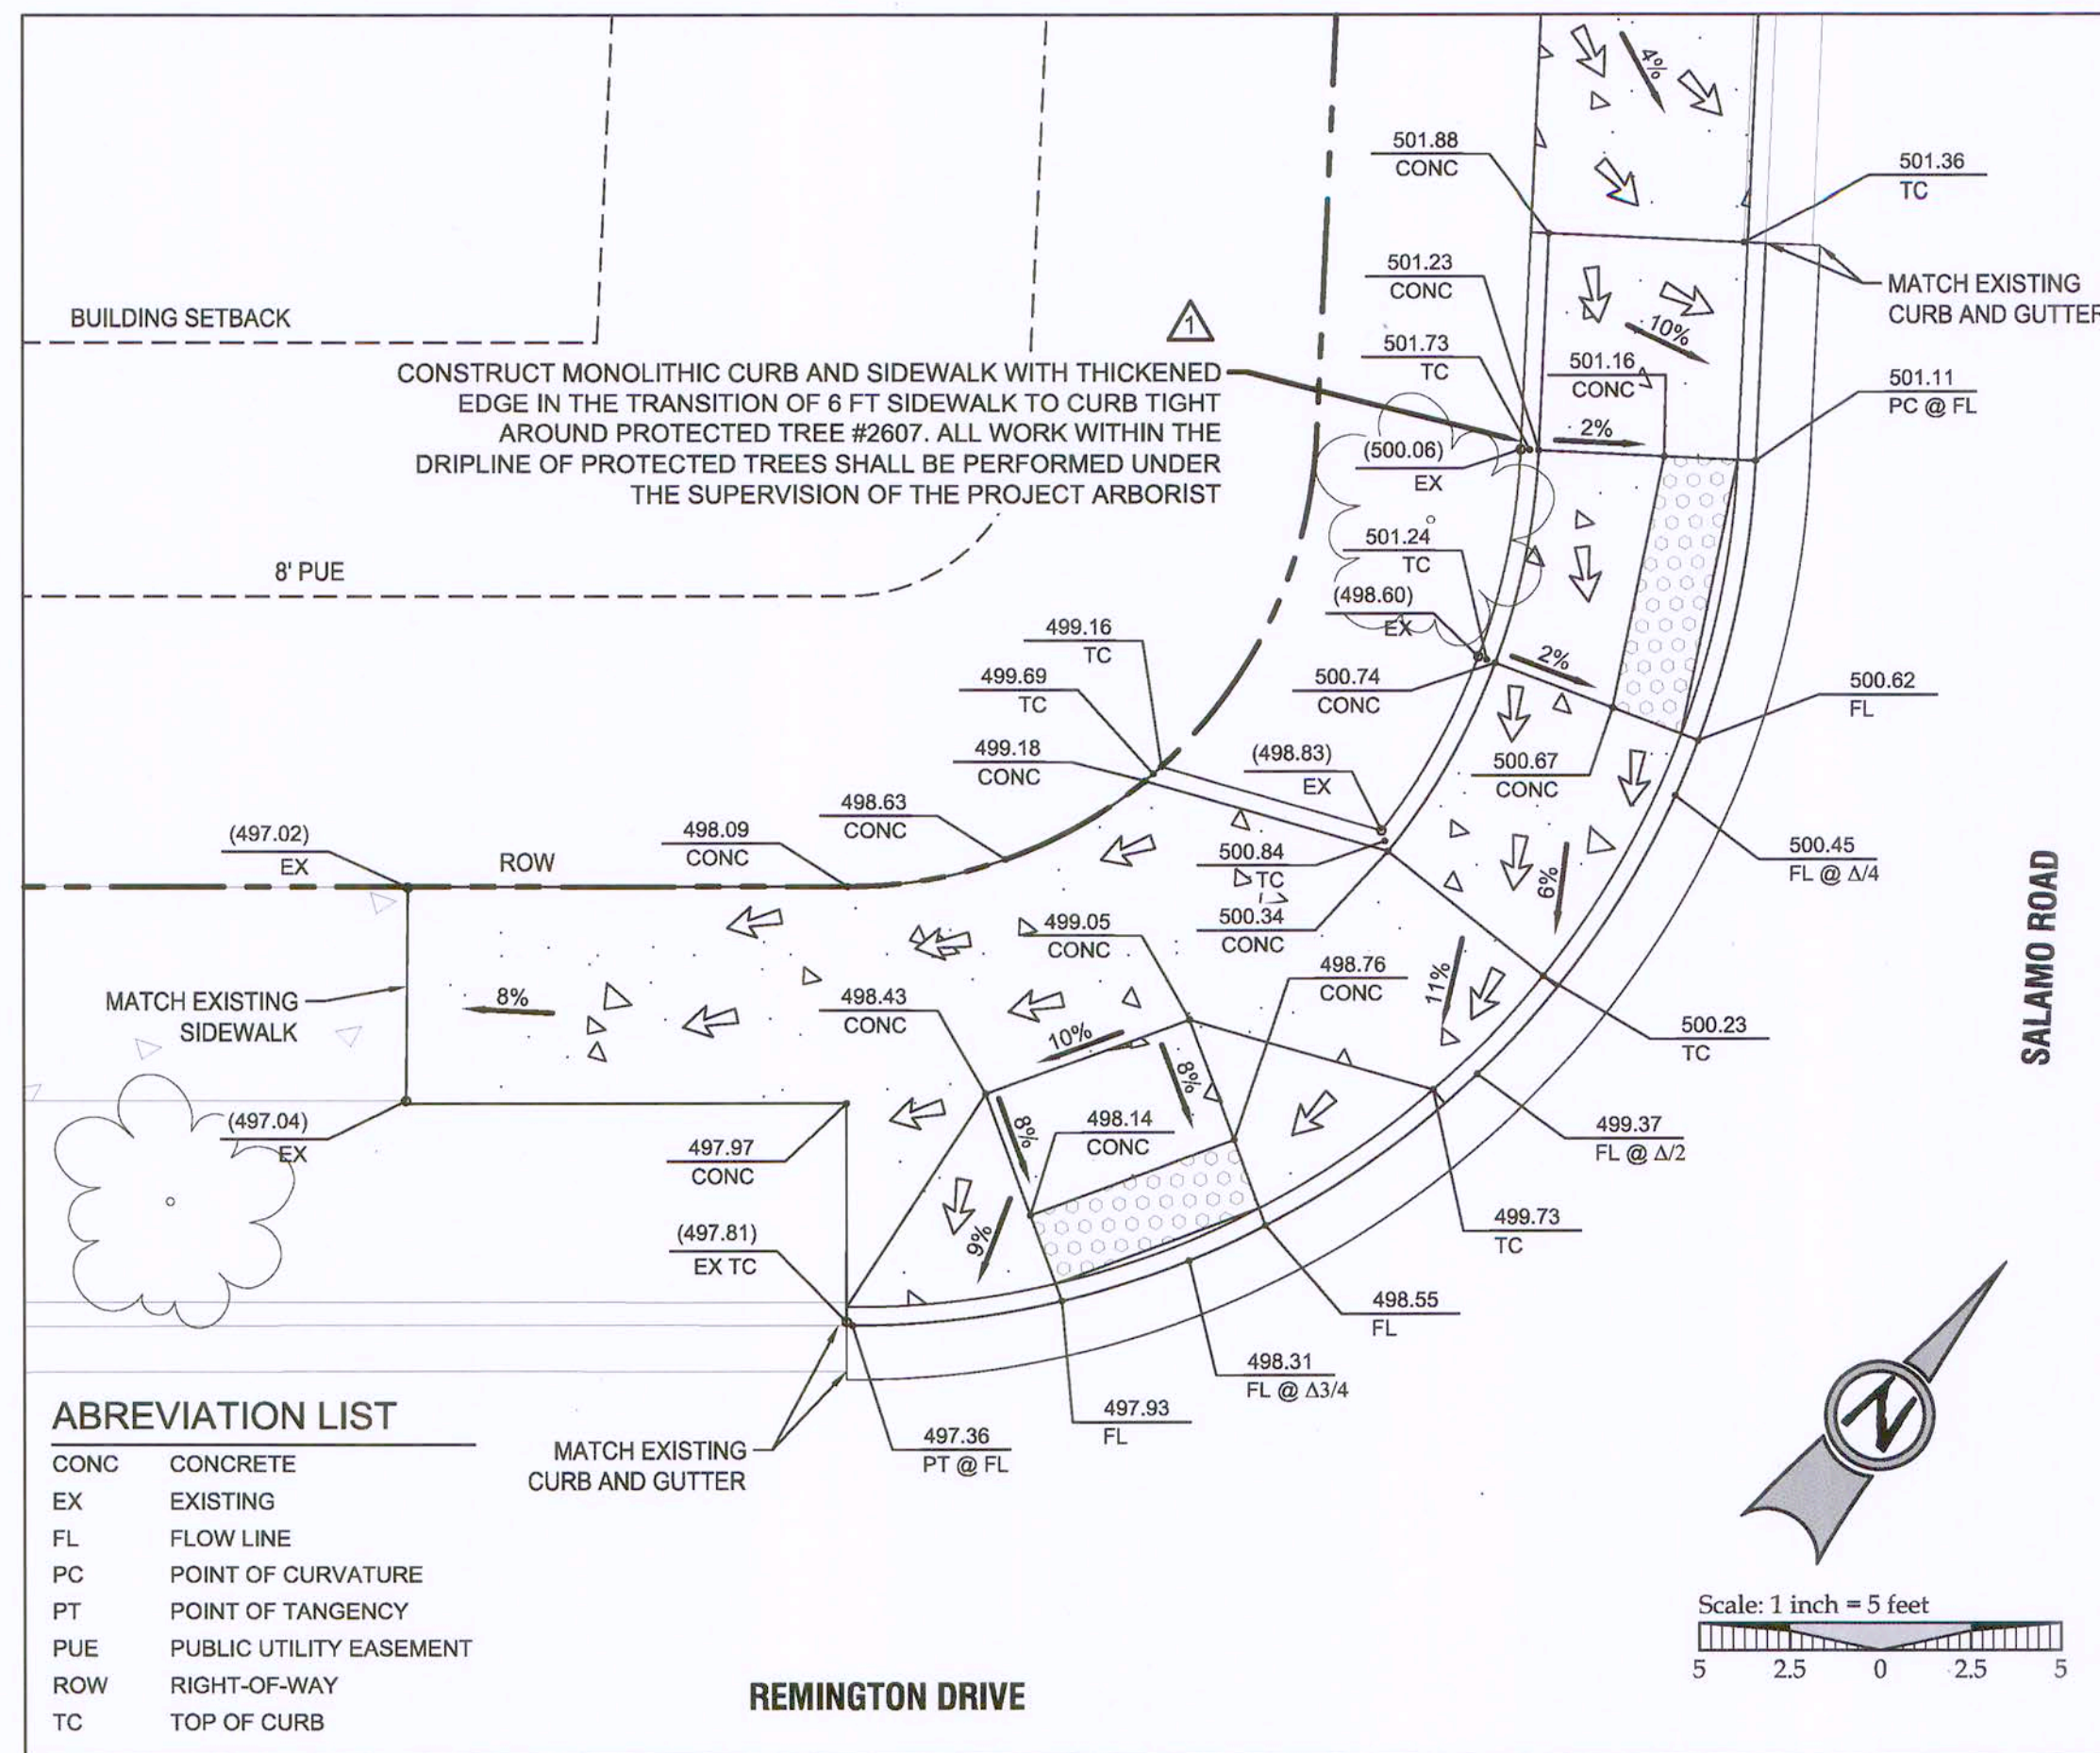 4%
501.88
CONC
501.36
TC
501.23
CONC
MATCH EXISTING
CURB AND GUTTER
BUILDING SETBACK
1
10%
501.73
TC
501.16
CONC
501.11
PC @ FL
CONSTRUCT MONOLITHIC CURB AND SIDEWALK WITH THICKENED
EDGE IN THE TRANSITION OF 6 FT SIDEWALK TO CURB TIGHT
AROUND PROTECTED TREE #2607. ALL WORK WITHIN THE
DRIPLINE OF PROTECTED TREES SHALL BE PERFORMED UNDER
THE SUPERVISION OF THE PROJECT ARBORIST
2%
(500.06)
EX
501.24
TC
8' PUE
(498.60)
EX
499.16
TC
2%
499.69
TC
500.74
CONC
500.62
FL
499.18
CONC
(498.83)
EX
500.67
CONC
498.63
CONC
(497.02)
EX
ROW
498.09
CONC
500.84
TC
500.45
FL @ Δ/4
9%
500.34
CONC
499.05
CONC
SALAMO ROAD
498.76
CONC
11%
MATCH EXISTING
SIDEWALK
8%
498.43
CONC
10%
500.23
TC
8%
(497.04)
EX
8%
498.14
CONC
499.37
FL @ Δ/2
497.97
CONC
499.73
TC
(497.81)
EX TC
9%
498.55
FL
498.31
FL @ Δ3/4
497.93
FL
497.36
PT @ FL
MATCH EXISTING
CURB AND GUTTER
ABREVIATION LIST
CONC CONCRETE
EX EXISTING
FL FLOW LINE
PC POINT OF CURVATURE
PT POINT OF TANGENCY
PUE PUBLIC UTILITY EASEMENT
ROW RIGHT-OF-WAY
TC TOP OF CURB
REMINGTON DRIVE
N
Scale: 1 inch = 5 feet
5 2.5 0 2.5 5